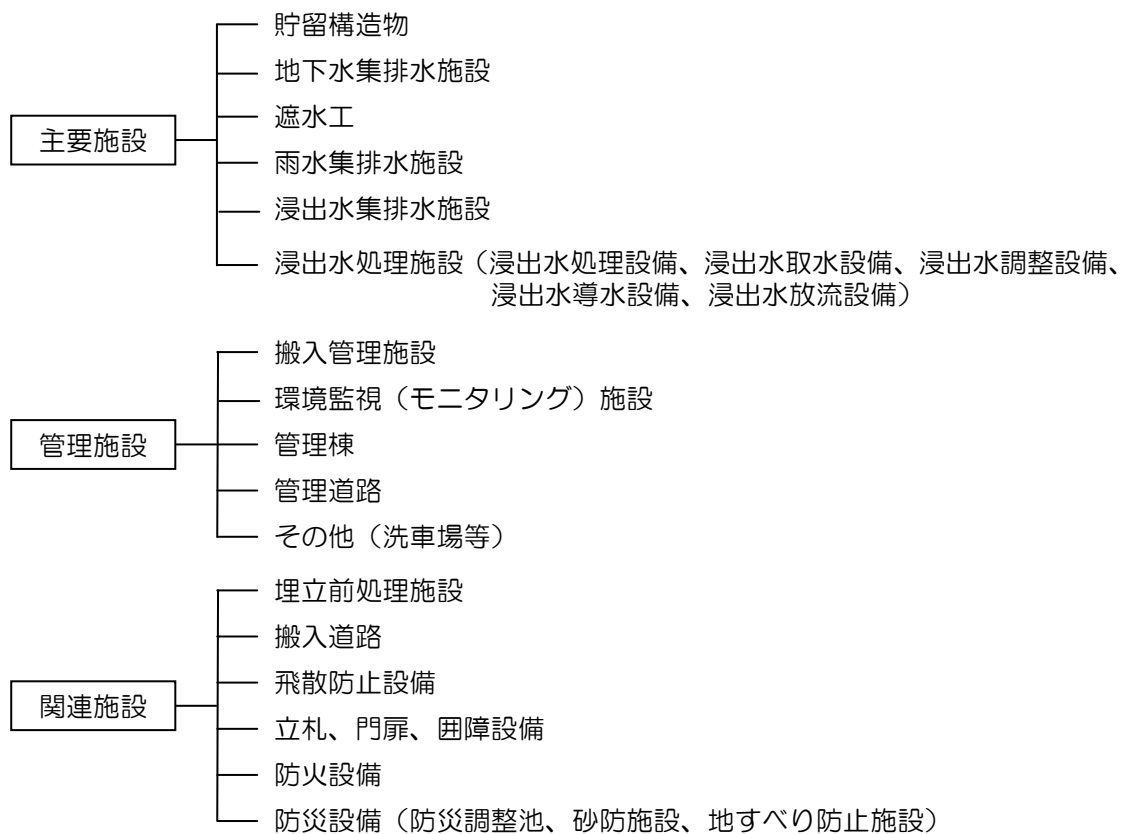 貯留構造物
地下水集排水施設
遮水工
主要施設
雨水集排水施設
浸出水集排水施設
浸出水処理施設（浸出水処理設備、浸出水取水設備、浸出水調整設備、
浸出水導水設備、浸出水放流設備）
搬入管理施設
環境監視（モニタリング）施設
管理施設
管理棟
管理道路
その他（洗車場等）
埋立前処理施設
搬入道路
飛散防止設備
関連施設
立札、門扉、囲障設備
防火設備
防災設備（防災調整池、砂防施設、地すべり防止施設）